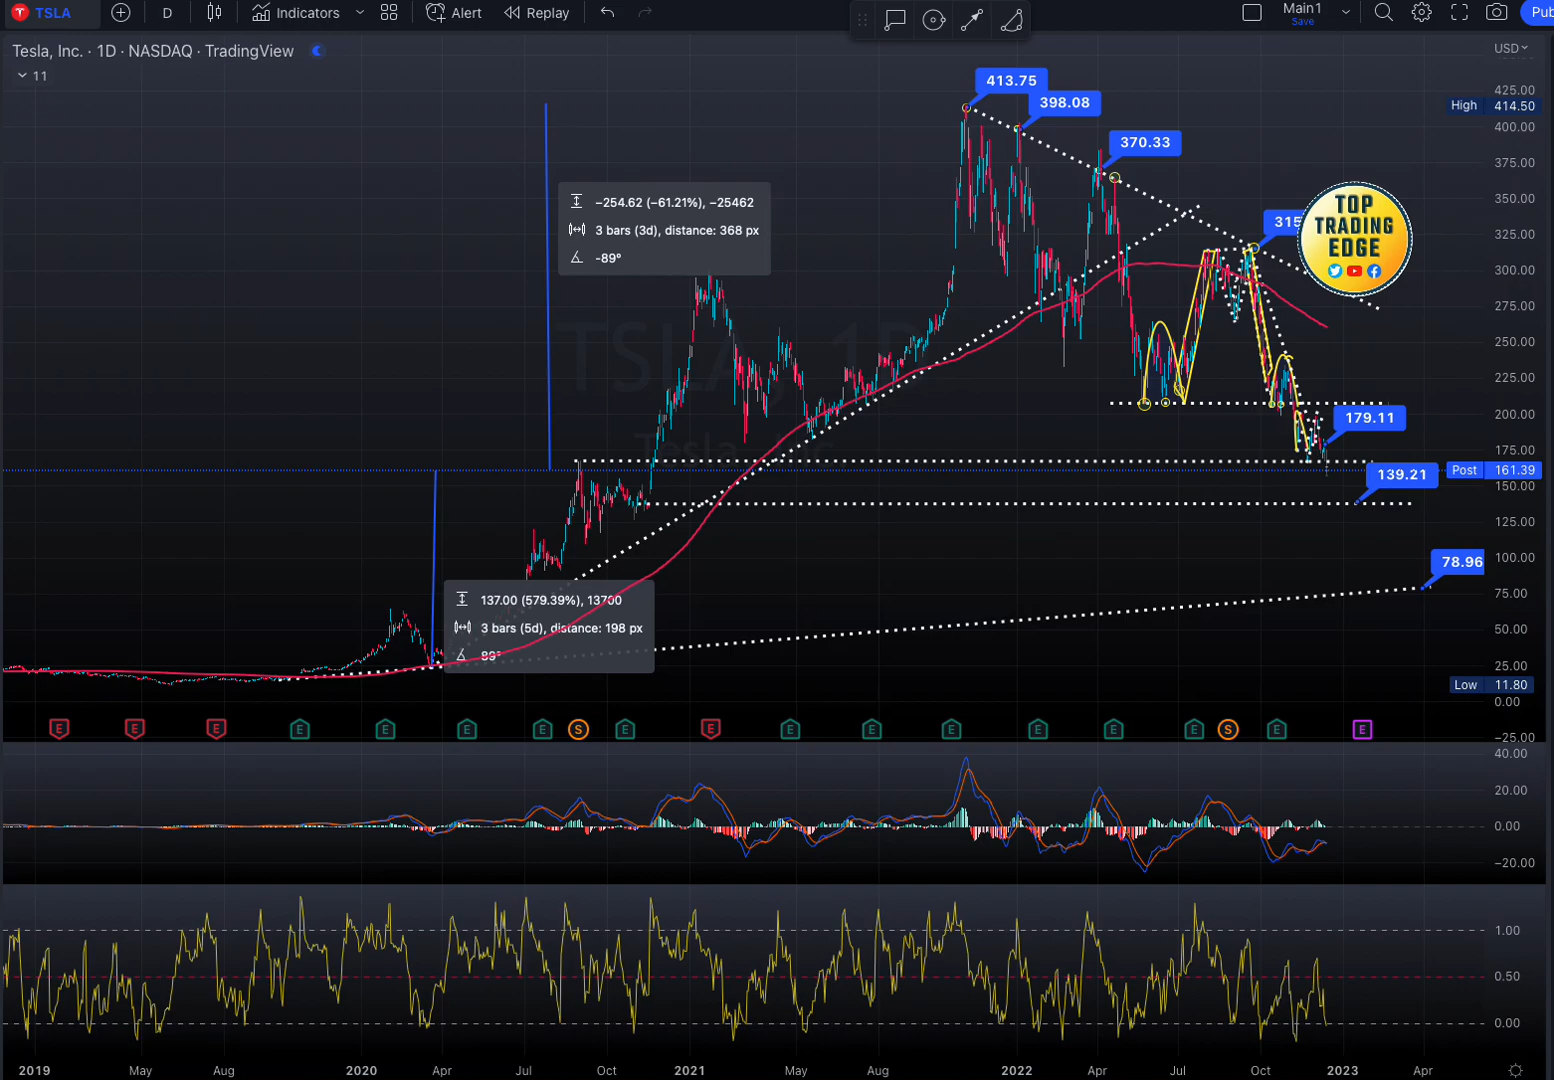 TSLA
D
Indicators
Alert
Replay
Main1
Save
Pub
Tesla, Inc. · 1D · NASDAQ · TradingView
11
USD
413.75
398.08
370.33
315
179.11
139.21
78.96
−254.62 (−61.21%), −25462
3 bars (3d), distance: 368 px
-89°
137.00 (579.39%), 13700
3 bars (5d), distance: 198 px
89°
TOP
TRADING
EDGE
TSLA, 1D
Tesla, Inc.
425.00
High 414.50
400.00
375.00
350.00
325.00
300.00
275.00
250.00
225.00
200.00
175.00
Post 161.39
150.00
125.00
100.00
75.00
50.00
25.00
Low 11.80
0.00
−25.00
E E E E E E E S E E E E E E E E S E E
40.00
20.00
0.00
−20.00
1.00
0.50
0.00
2019 May Aug 2020 Apr Jul Oct 2021 May Aug 2022 Apr Jul Oct 2023 Apr